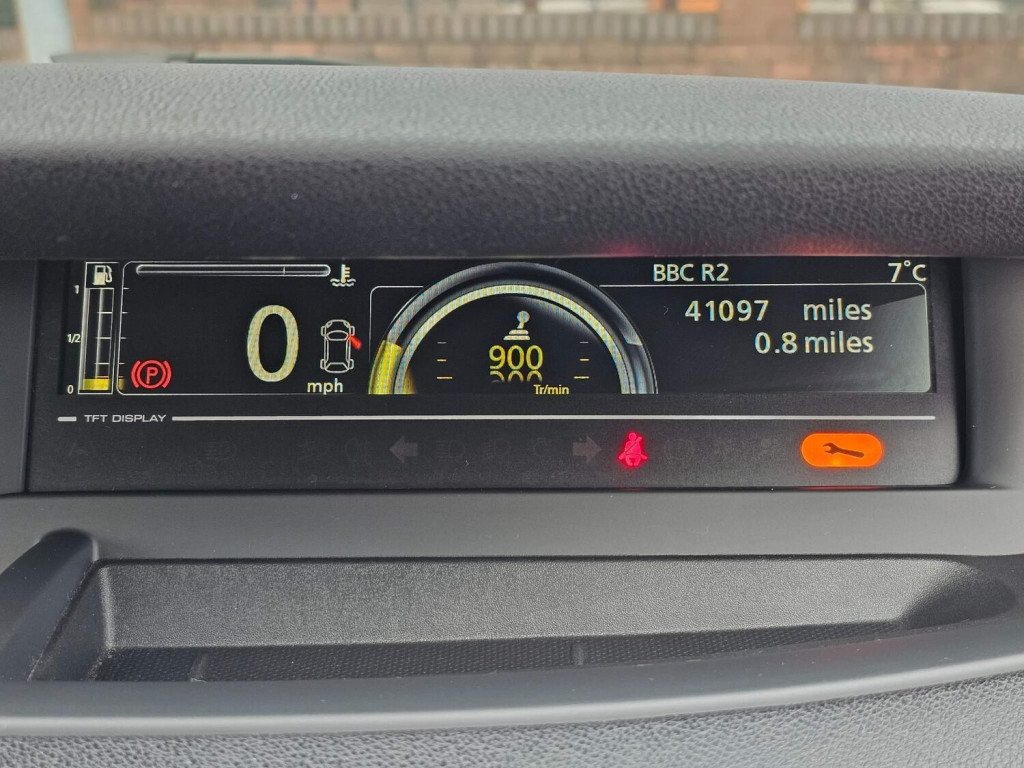 BBC R2 7°C
1
41097 miles
1/2
0
mph
900
Tr/min
0.8 miles
0
P
TFT DISPLAY